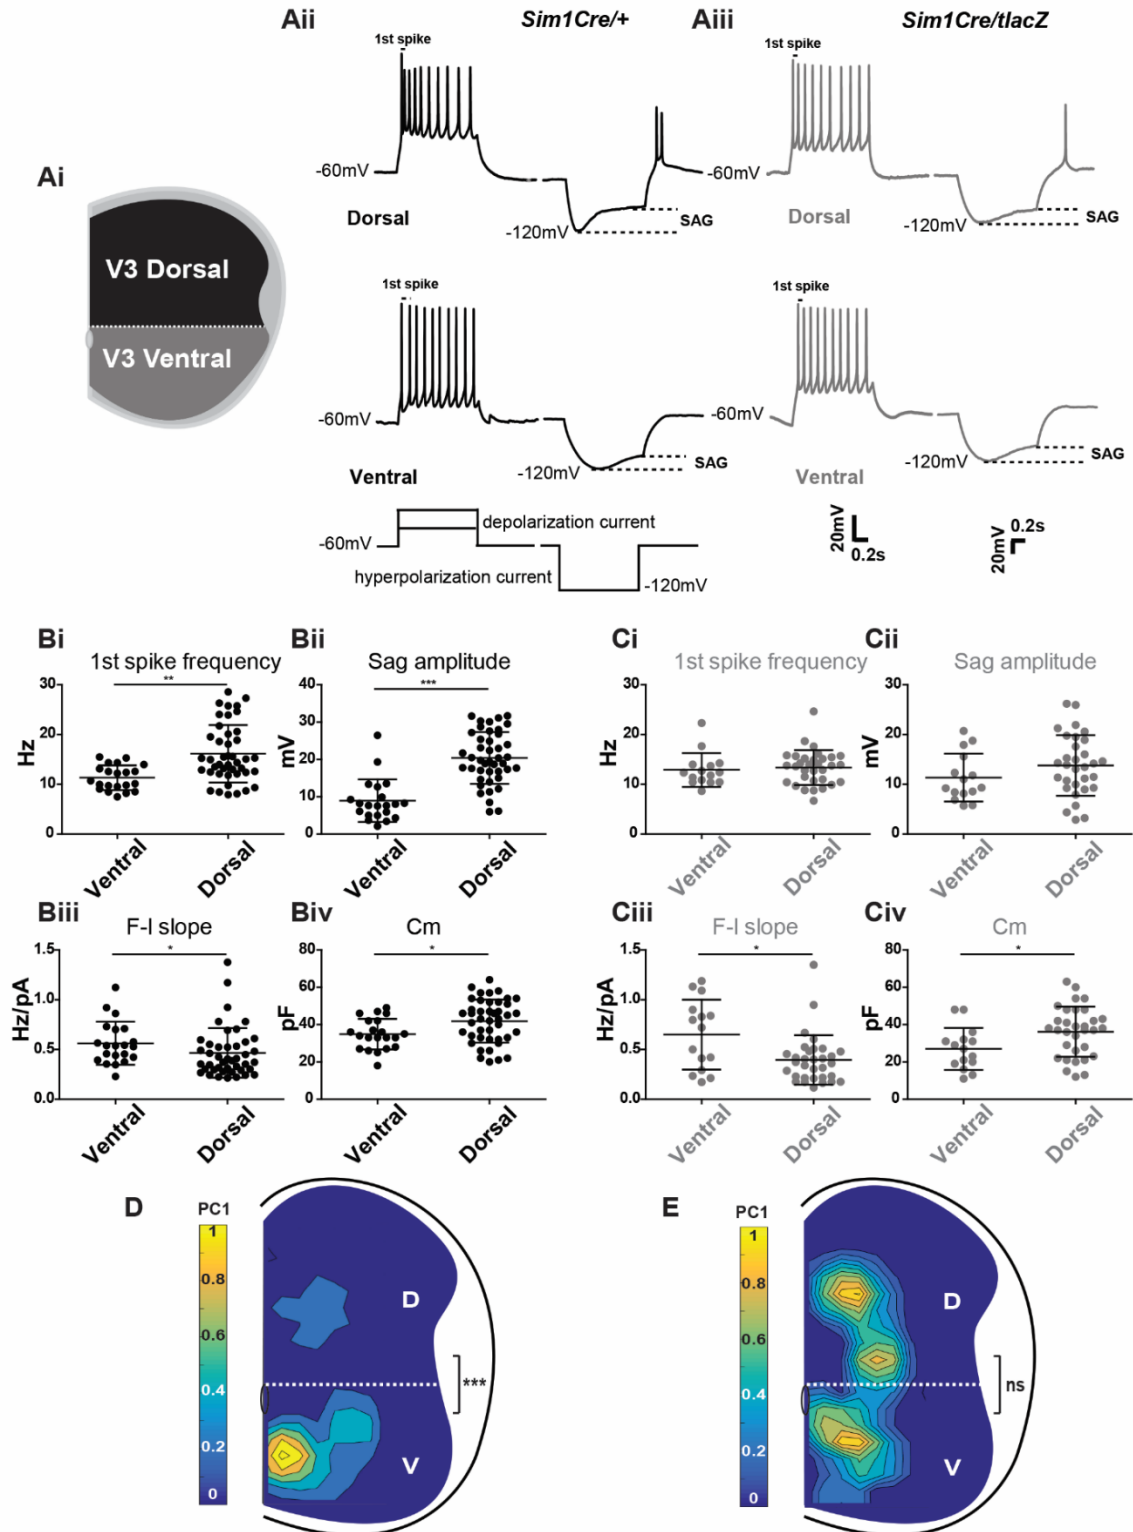 Aii
Sim1Cre/+
Aiii
Sim1Cre/tlacZ
1st spike
1st spike
-60mV
-60mV
Dorsal
-120mV
SAG
Dorsal
-120mV
SAG
Ai
V3 Dorsal
V3 Ventral
1st spike
1st spike
-60mV
-60mV
Ventral
-120mV
SAG
Ventral
-120mV
SAG
-60mV
depolarization current
hyperpolarization current
-120mV
20mV
0.2s
20mV
0.2s
Bi
1st spike frequency
**
Hz
30
20
10
0
Ventral
Dorsal
Bii
Sag amplitude
***
mV
40
30
20
10
0
Ventral
Dorsal
Ci
1st spike frequency
Hz
30
20
10
0
Ventral
Dorsal
Cii
Sag amplitude
mV
30
20
10
0
Ventral
Dorsal
Biii
F-I slope
*
Hz/pA
1.5
1.0
0.5
0.0
Ventral
Dorsal
Biv
Cm
*
pF
80
60
40
20
0
Ventral
Dorsal
Ciii
F-I slope
*
Hz/pA
1.5
1.0
0.5
0.0
Ventral
Dorsal
Civ
Cm
*
pF
80
60
40
20
0
Ventral
Dorsal
D
PC1
1
0.8
0.6
0.4
0.2
0
D
V
***
E
PC1
1
0.8
0.6
0.4
0.2
0
D
V
ns